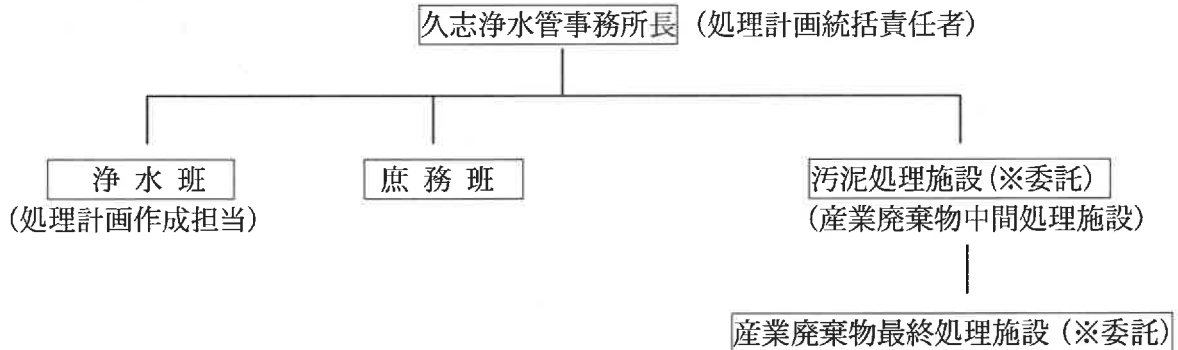 久志浄水管事務所長 (処理計画統括責任者)
浄 水 班
庶 務 班
汚泥処理施設(※委託)
(処理計画作成担当)
(産業廃棄物中間処理施設)
産業廃棄物最終処理施設 (※委託)